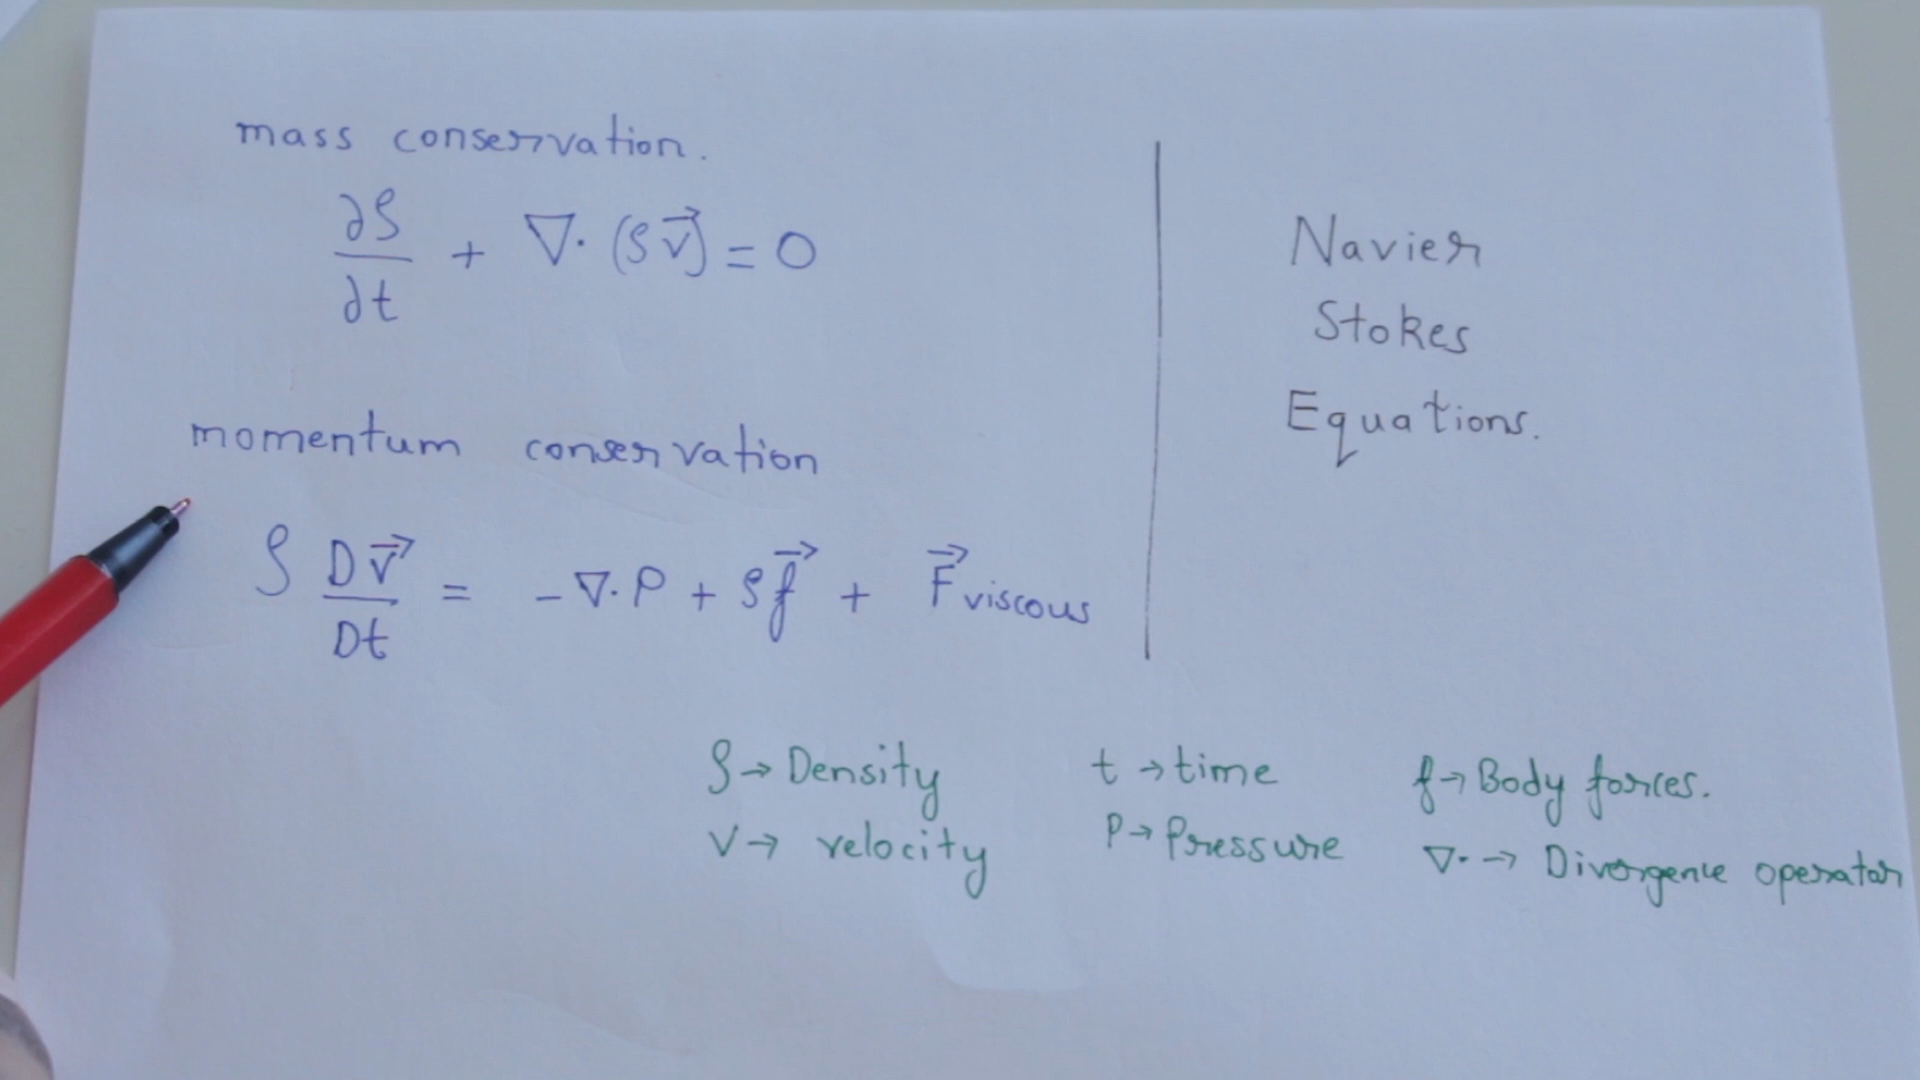 mass conservation.
∂ρ/∂t + ∇·(ρv⃗) = 0
momentum conservation
ρ Dv⃗/Dt = -∇·P + ρf⃗ + F⃗viscous
Navier
Stokes
Equations.
ρ → Density t → time f → Body forces.
V → velocity P → Pressure ∇· → Divergence operator